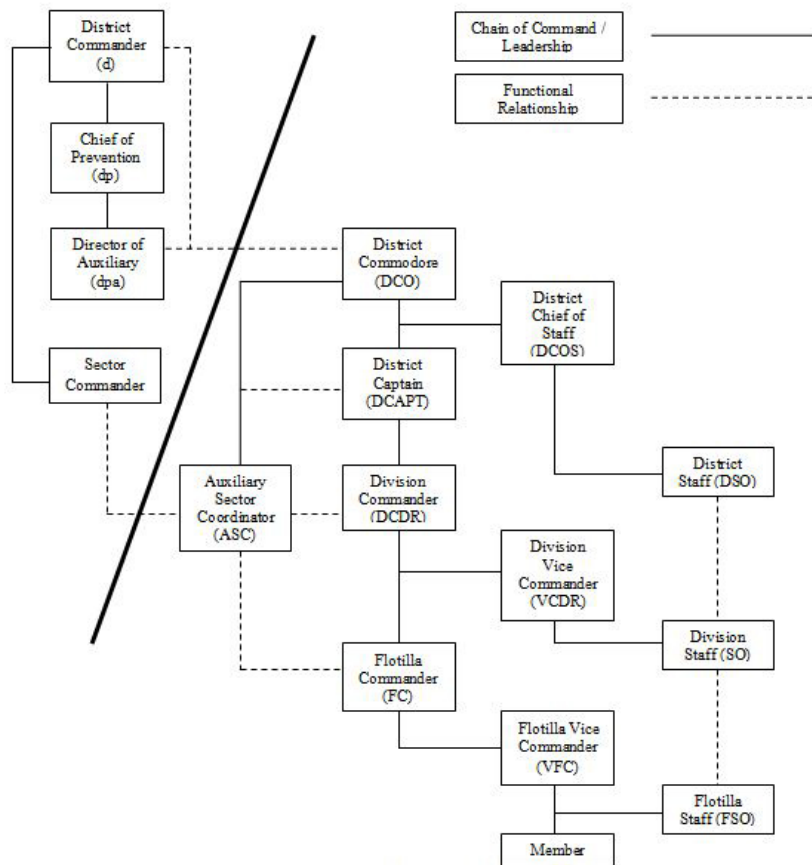 District
Commander
(d)
Chain of Command /
Leadership
Functional
Relationship
Chief of
Prevention
(dp)
Director of
Auxiliary
(dpa)
District
Commodore
(DCO)
District
Chief of
Staff
(DCOS)
Sector
Commander
District
Captain
(DCAPT)
Auxiliary
Sector
Coordinator
(ASC)
Division
Commander
(DCDR)
District
Staff (DSO)
Division
Vice
Commander
(VCDR)
Division
Staff (SO)
Flotilla
Commander
(FC)
Flotilla Vice
Commander
(VFC)
Flotilla
Staff (FSO)
Member